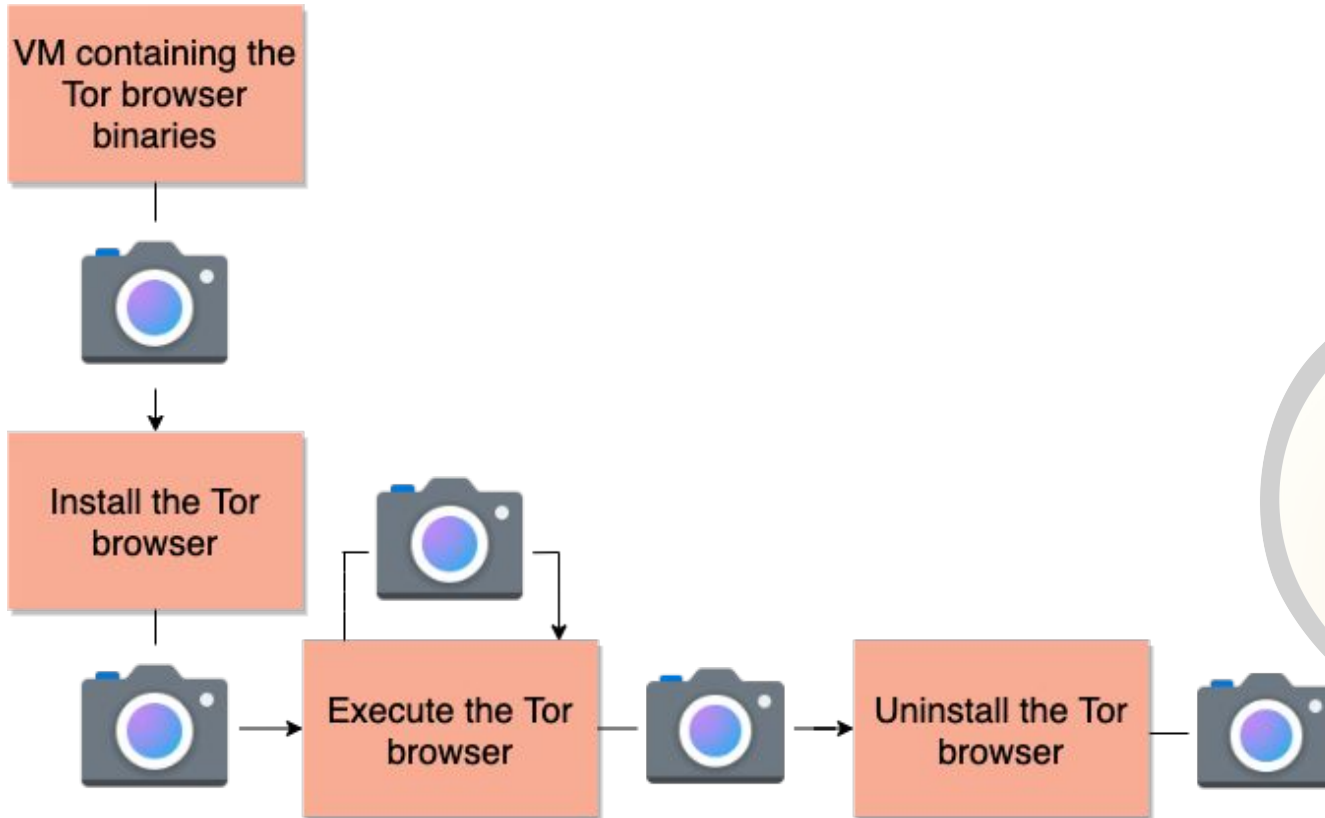 VM containing the
Tor browser
binaries
Install the Tor
browser
Execute the Tor
browser
Uninstall the Tor
browser